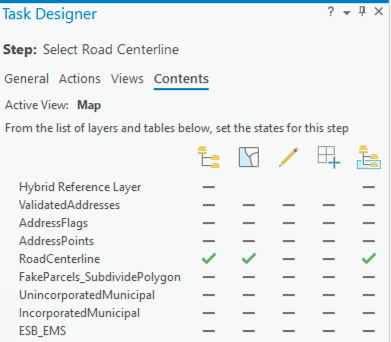 Task Designer
?
Step: Select Road Centerline
General Actions Views Contents
Active View: Map
From the list of layers and tables below, set the states for this step
Hybrid Reference Layer
ValidatedAddresses
AddressFlags
AddressPoints
RoadCenterline
FakeParcels_SubdividePolygon
UnincorporatedMunicipal
IncorporatedMunicipal
ESB_EMS